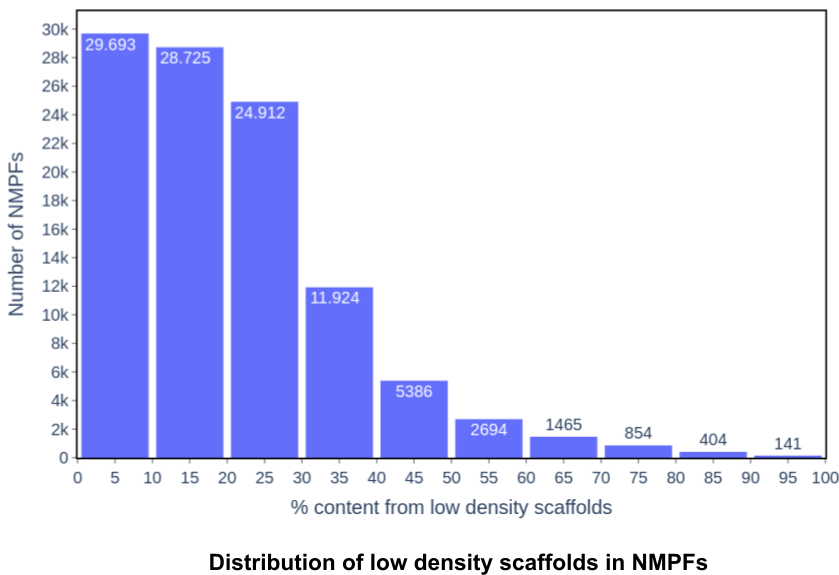 30k
28k
26k
24k
22k
20k
18k
16k
14k
12k
10k
8k
6k
4k
2k
0
Number of NMPFs
29.693
28.725
24.912
11.924
5386
2694
1465
854
404
141
0 5 10 15 20 25 30 35 40 45 50 55 60 65 70 75 80 85 90 95 100
% content from low density scaffolds
Distribution of low density scaffolds in NMPFs